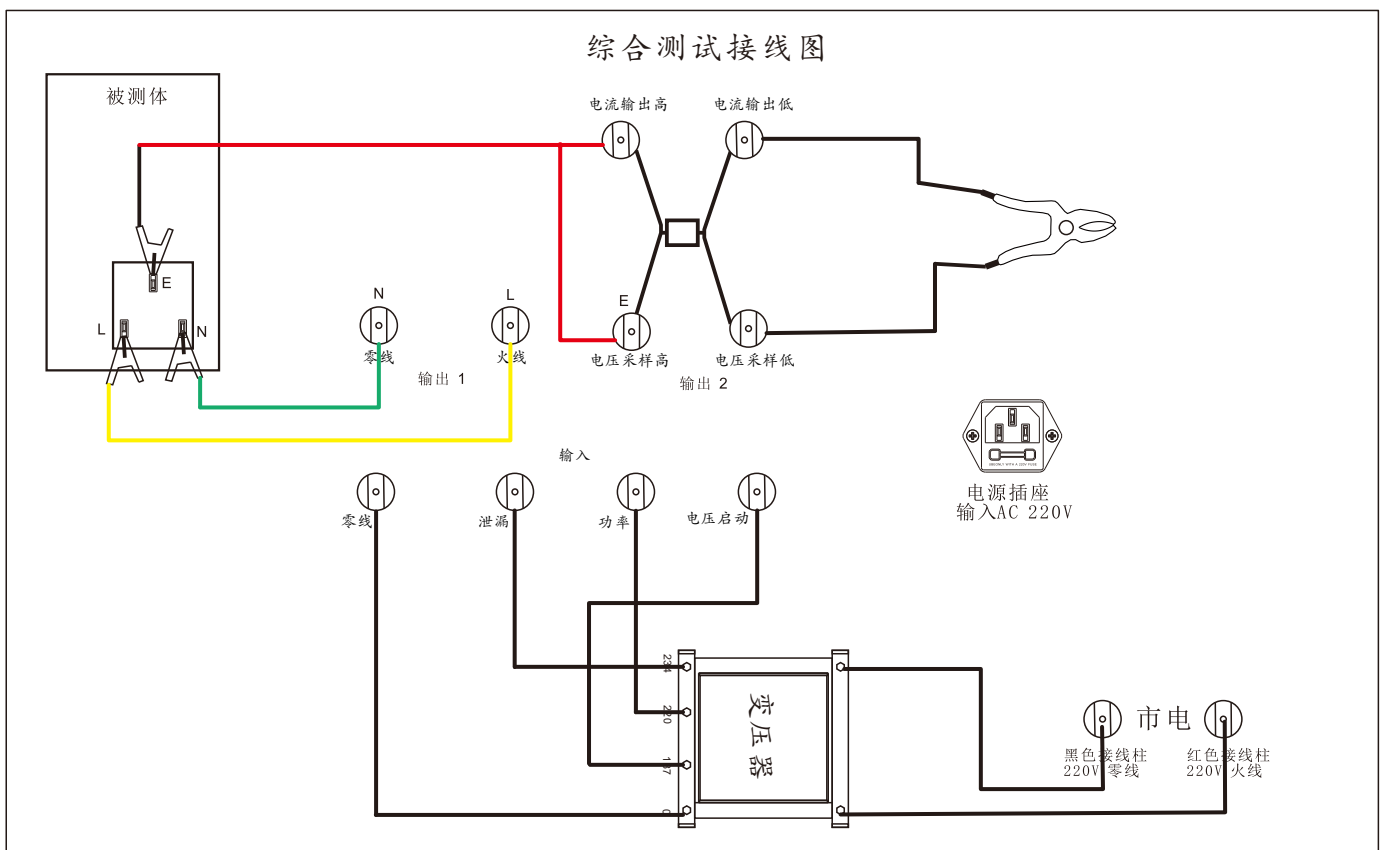 综合测试接线图
被测体
电流输出高
电流输出低
E
L
N
N
L
E
零线
火线
电压采样高
电压采样低
输出 1
输出 2
输入
电源插座
输入AC 220V
零线
泄漏
功率
电压启动
234
220
187
0
变压器
市电
黑色接线柱
220V 零线
红色接线柱
220V 火线